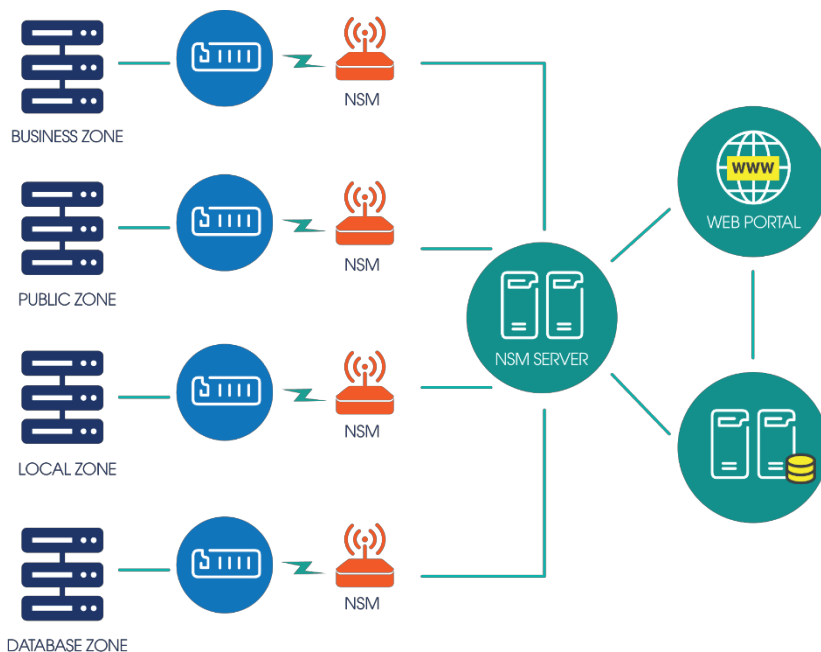 NSM
BUSINESS ZONE
WWW
WEB PORTAL
NSM
PUBLIC ZONE
NSM SERVER
NSM
LOCAL ZONE
NSM
DATABASE ZONE